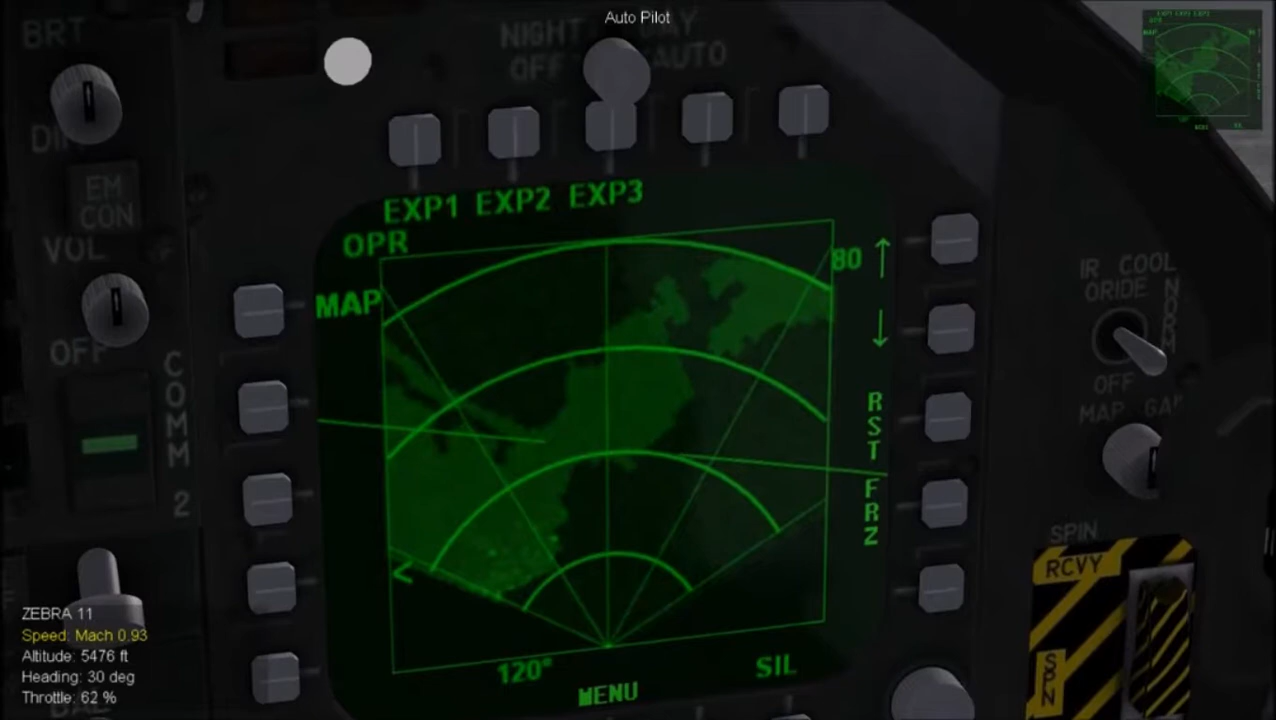 Auto Pilot
BRT
NIGHT DAY
OFF AUTO
DI
EM
CON
VOL
OFF
COMM 2
EXP1 EXP2 EXP3
OPR
MAP
80
RST
FRZ
120°
SIL
MENU
IR COOL
ORIDE
NORM
OFF
MAP GA
SPIN
RCVY
SPN
ZEBRA 11
Speed: Mach 0.93
Altitude: 5476 ft
Heading: 30 deg
Throttle: 62 %